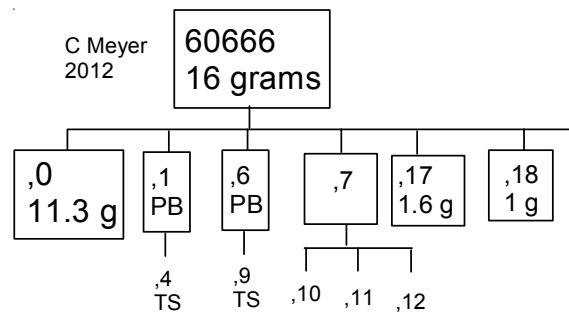 C Meyer
2012
60666
16 grams
,0
11.3 g
,1
PB
,6
PB
,7
,17
1.6 g
,18
1 g
,4
TS
,9
TS
,10
,11
,12